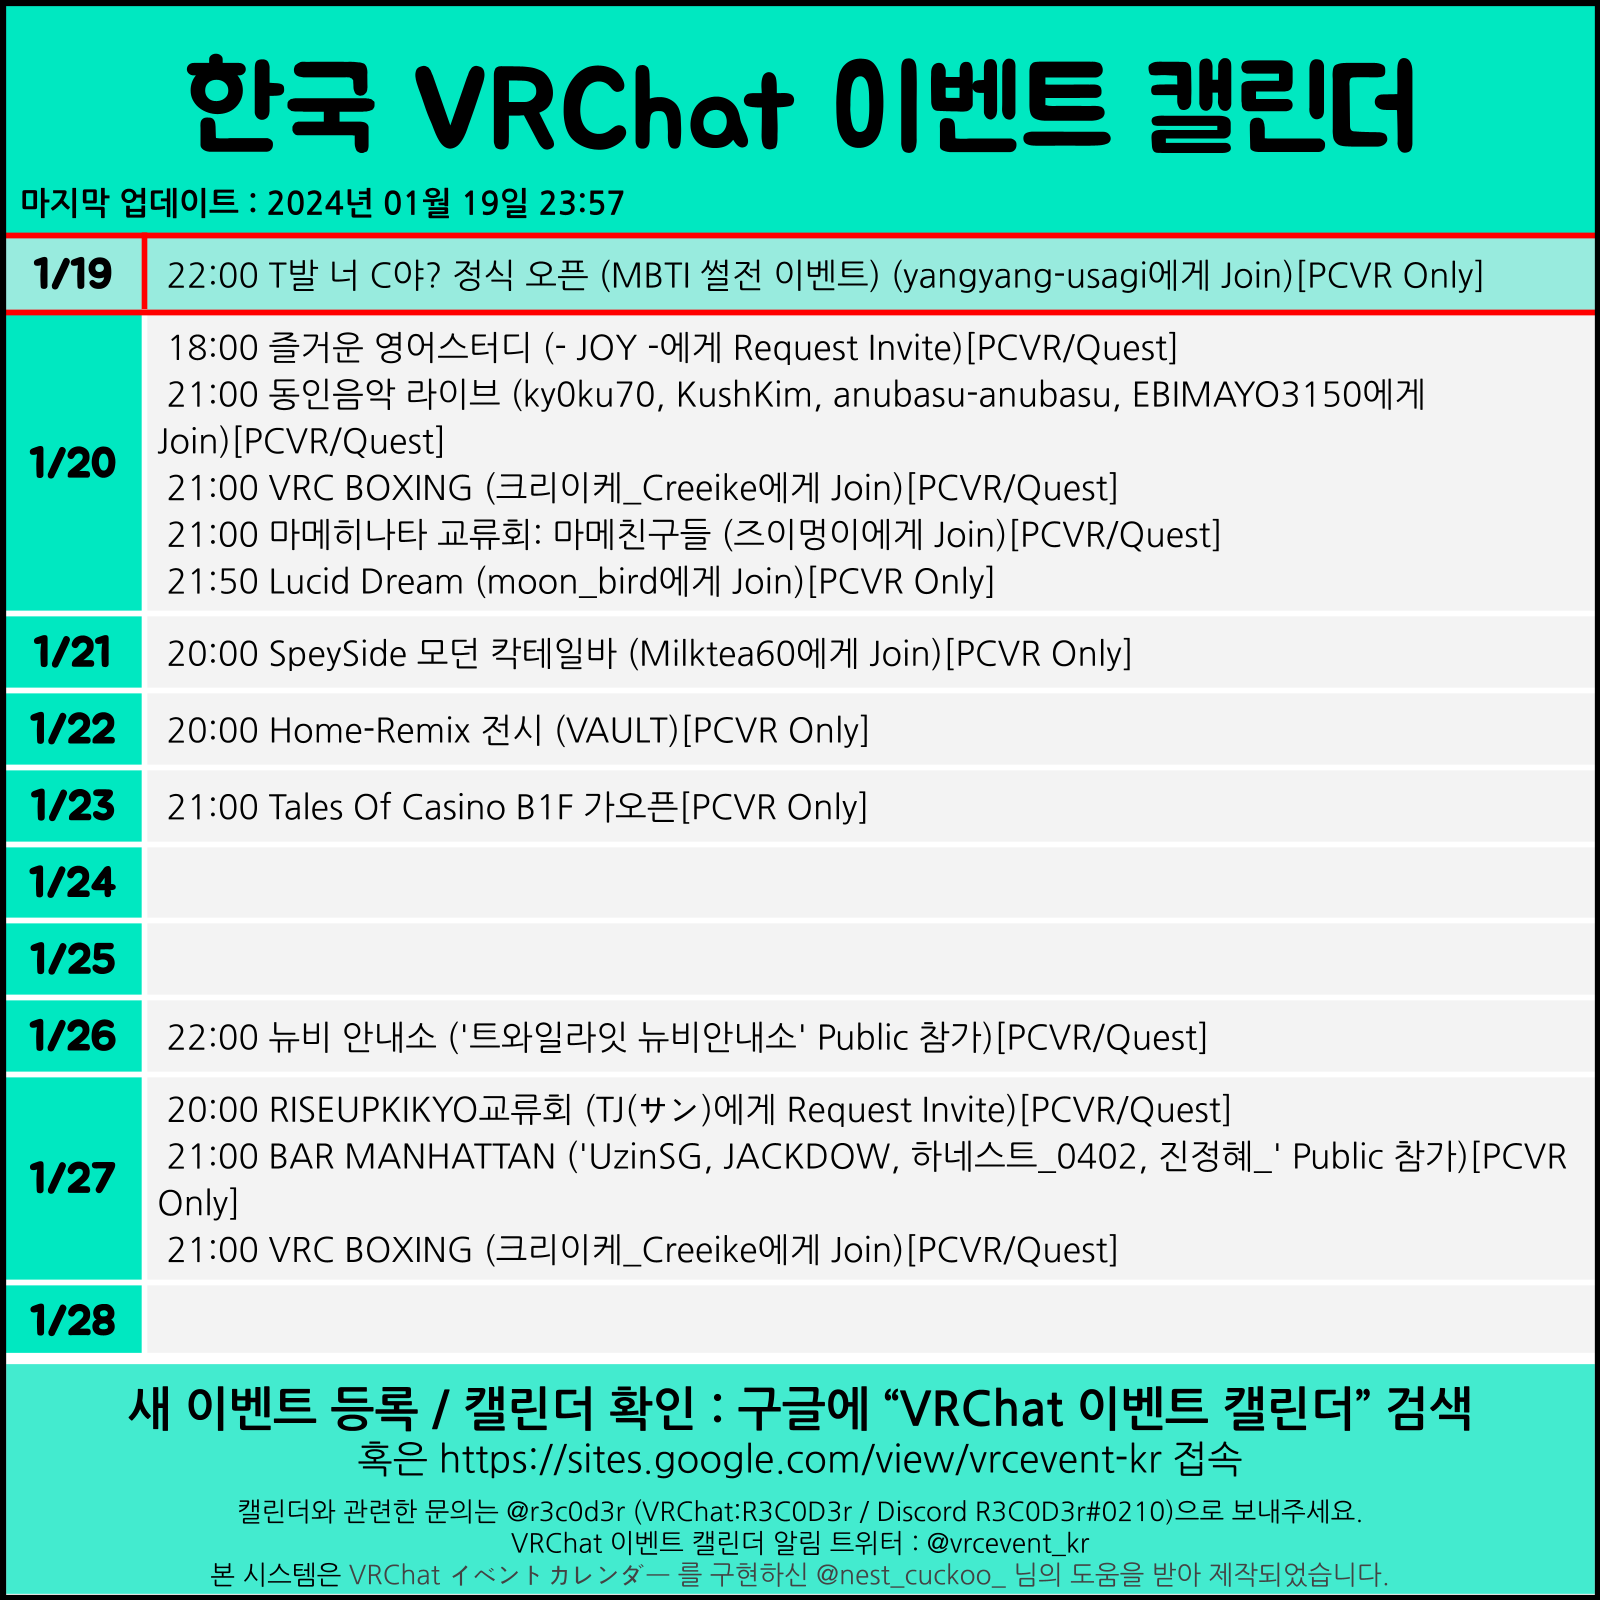 한국 VRChat 이벤트 캘린더
마지막 업데이트 : 2024년 01월 19일 23:57
1/19
22:00 T발 너 C야? 정식 오픈 (MBTI 썰전 이벤트) (yangyang-usagi에게 Join)[PCVR Only]
1/20
18:00 즐거운 영어스터디 (- JOY -에게 Request Invite)[PCVR/Quest]
21:00 동인음악 라이브 (ky0ku70, KushKim, anubasu-anubasu, EBIMAYO3150에게
Join)[PCVR/Quest]
21:00 VRC BOXING (크리이케_Creeike에게 Join)[PCVR/Quest]
21:00 마메히나타 교류회: 마메친구들 (즈이멍이에게 Join)[PCVR/Quest]
21:50 Lucid Dream (moon_bird에게 Join)[PCVR Only]
1/21
20:00 SpeySide 모던 칵테일바 (Milktea60에게 Join)[PCVR Only]
1/22
20:00 Home-Remix 전시 (VAULT)[PCVR Only]
1/23
21:00 Tales Of Casino B1F 가오픈[PCVR Only]
1/24
1/25
1/26
22:00 뉴비 안내소 ('트와일라잇 뉴비안내소' Public 참가)[PCVR/Quest]
1/27
20:00 RISEUPKIKYO교류회 (TJ(サン)에게 Request Invite)[PCVR/Quest]
21:00 BAR MANHATTAN ('UzinSG, JACKDOW, 하네스트_0402, 진정혜_' Public 참가)[PCVR
Only]
21:00 VRC BOXING (크리이케_Creeike에게 Join)[PCVR/Quest]
1/28
새 이벤트 등록 / 캘린더 확인 : 구글에 “VRChat 이벤트 캘린더” 검색
혹은 https://sites.google.com/view/vrcevent-kr 접속
캘린더와 관련한 문의는 @r3c0d3r (VRChat:R3C0D3r / Discord R3C0D3r#0210)으로 보내주세요.
VRChat 이벤트 캘린더 알림 트위터 : @vrcevent_kr
본 시스템은 VRChat イベントカレンダー 를 구현하신 @nest_cuckoo_ 님의 도움을 받아 제작되었습니다.